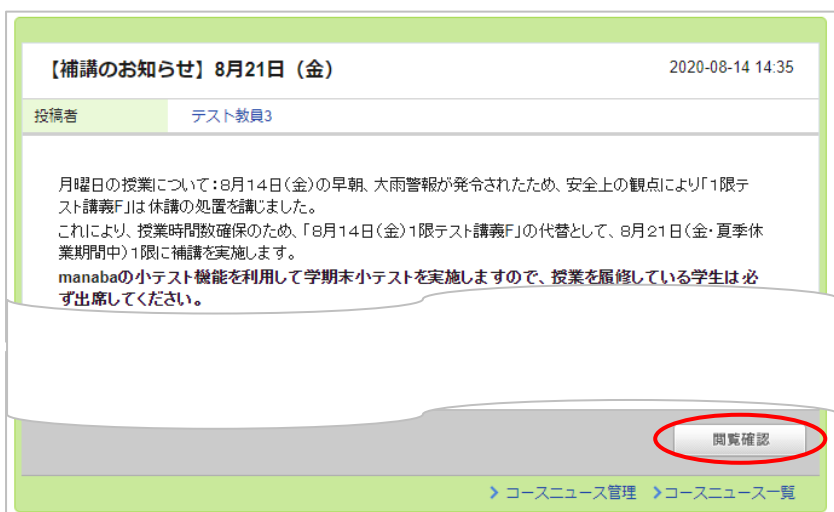 【補講のお知らせ】8月21日（金）
2020-08-14 14:35
投稿者 テスト教員3
月曜日の授業について：8月14日（金）の早朝、大雨警報が発令されたため、安全上の観点により「1限テ
スト講義F」は休講の処置を講じました。
これにより、授業時間数確保のため、「8月14日（金）1限テスト講義F」の代替として、8月21日（金・夏季休
業期間中）1限に補講を実施します。
manabaの小テスト機能を利用して学期末小テストを実施しますので、授業を履修している学生は必
ず出席してください。
閲覧確認
コースニュース管理 コースニュース一覧